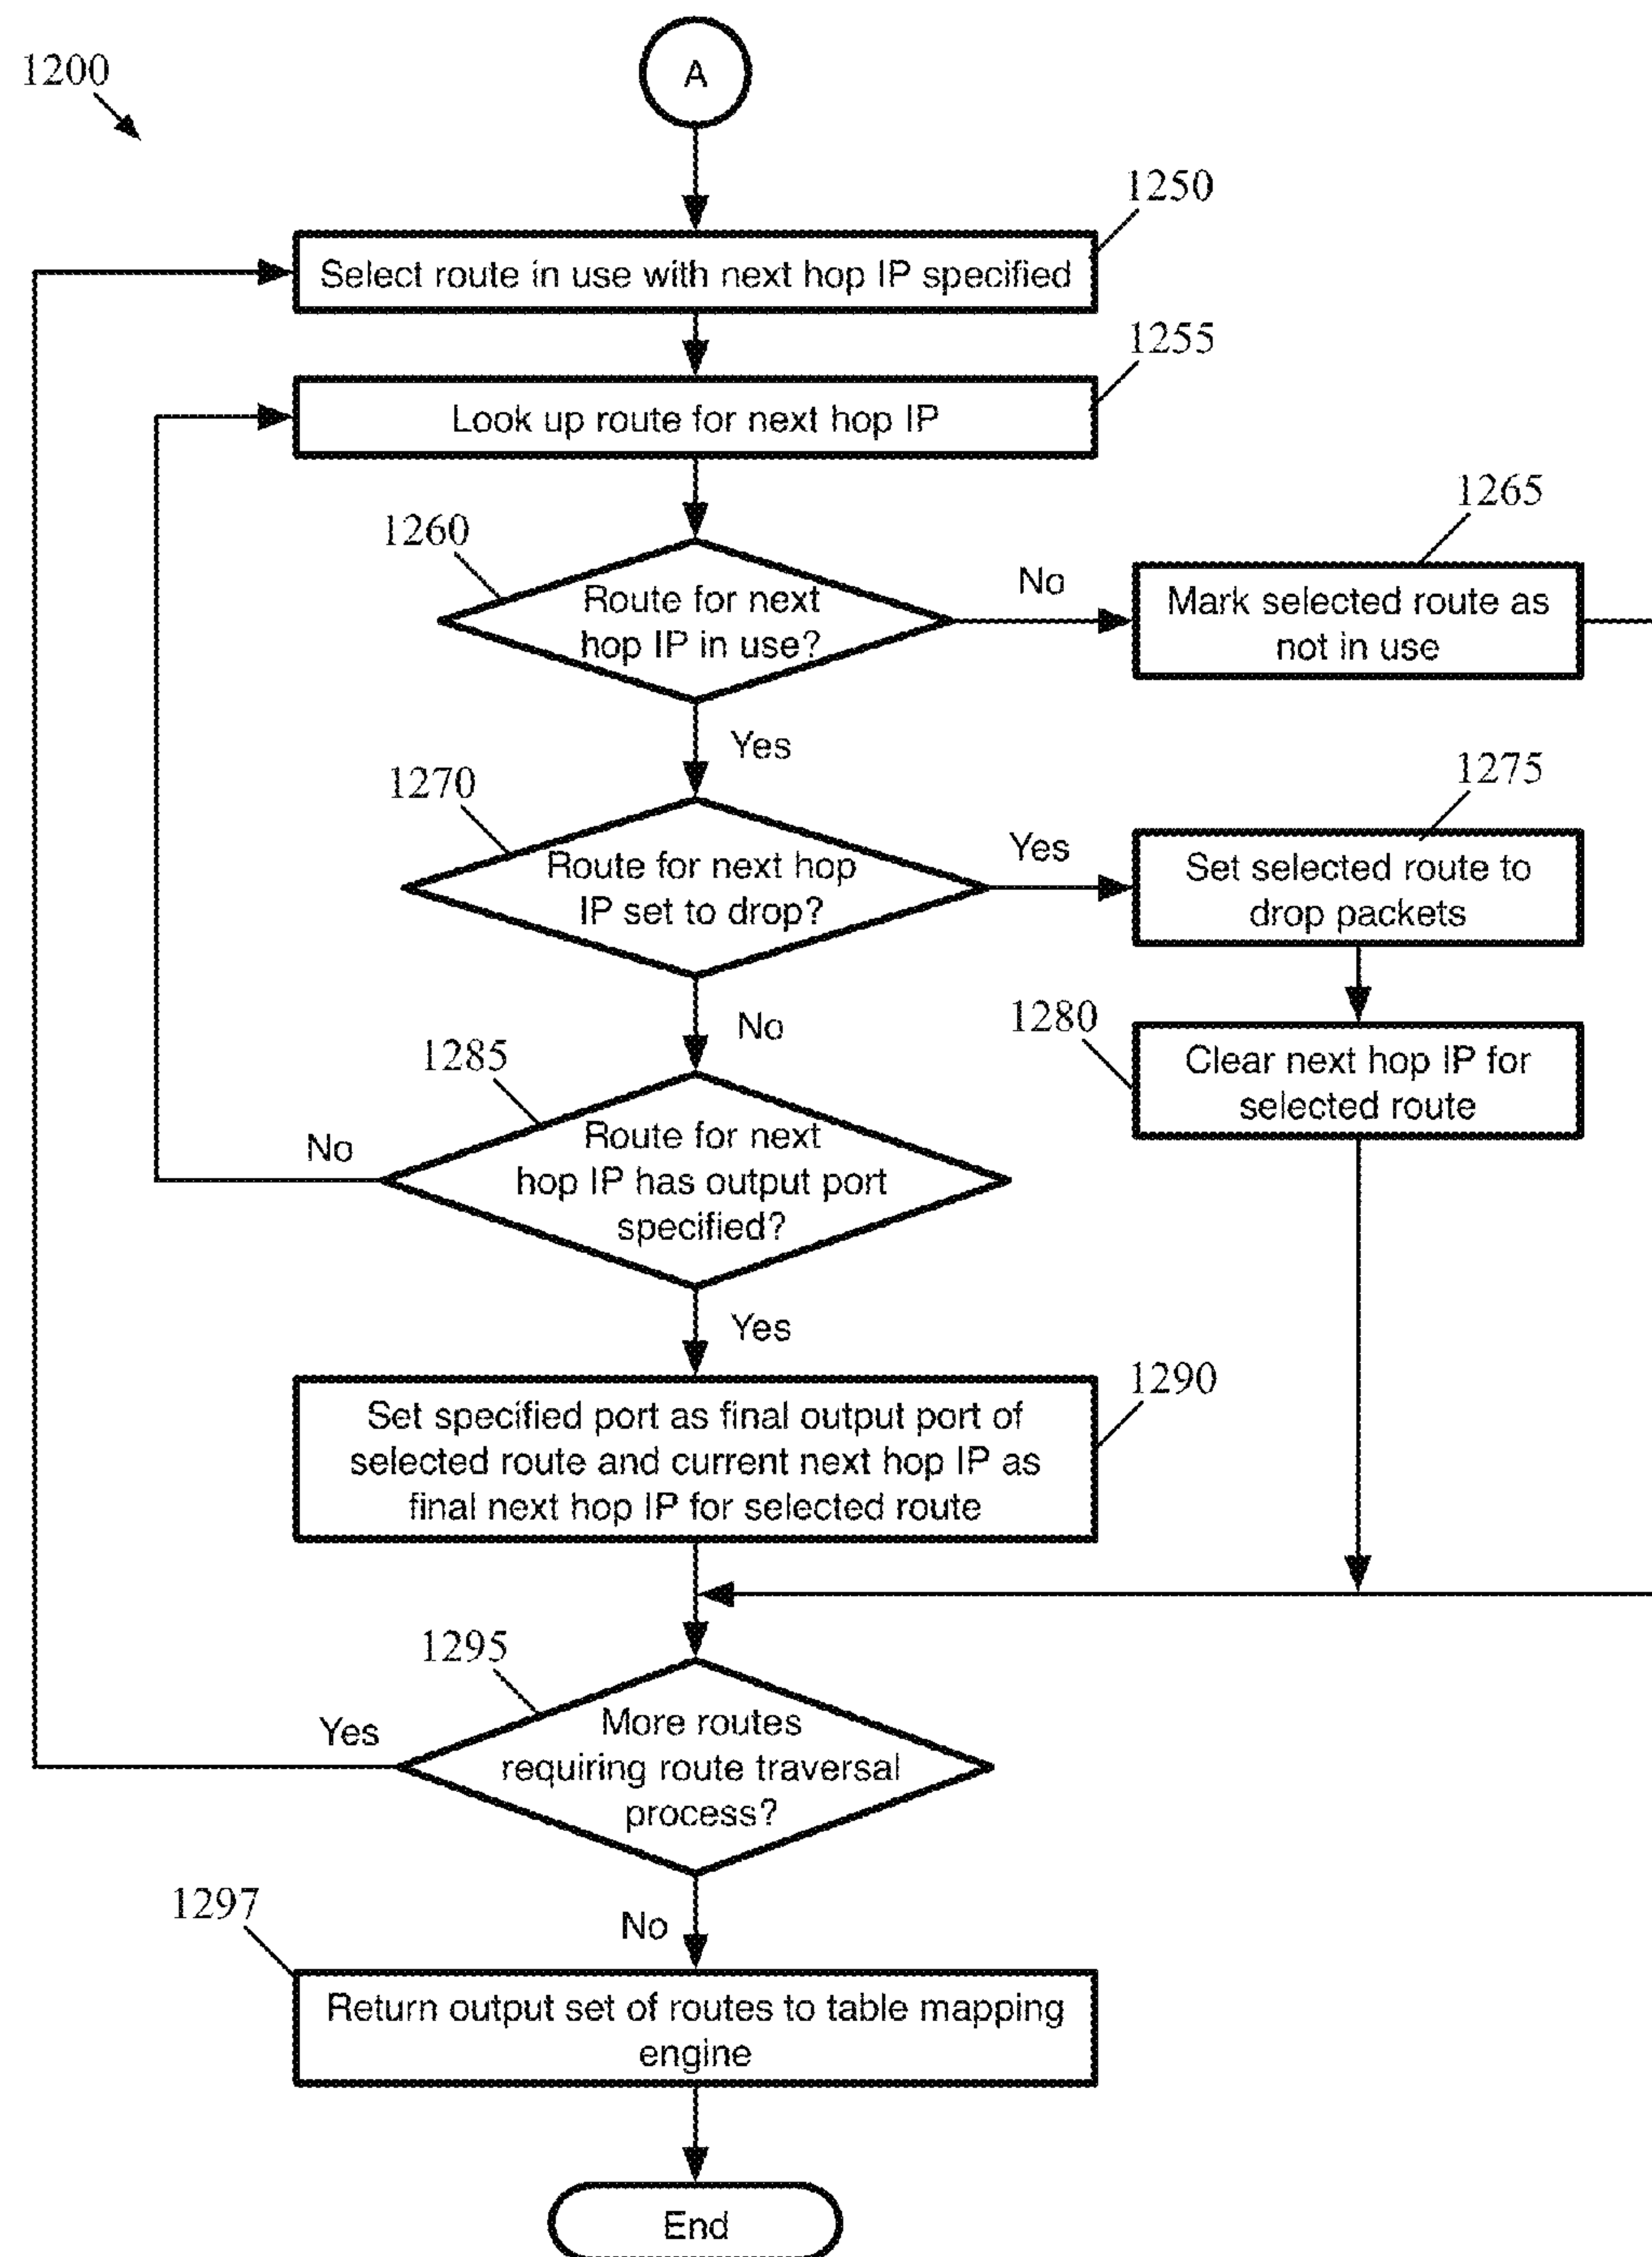 1200
A
1250
Select route in use with next hop IP specified
1255
Look up route for next hop IP
1260
Route for next
hop IP in use?
No
1265
Mark selected route as
not in use
Yes
1270
Route for next hop
IP set to drop?
Yes
1275
Set selected route to
drop packets
No
1280
Clear next hop IP for
selected route
1285
Route for next
hop IP has output port
specified?
No
Yes
1290
Set specified port as final output port of
selected route and current next hop IP as
final next hop IP for selected route
1295
More routes
requiring route traversal
process?
Yes
No
1297
Return output set of routes to table mapping
engine
End